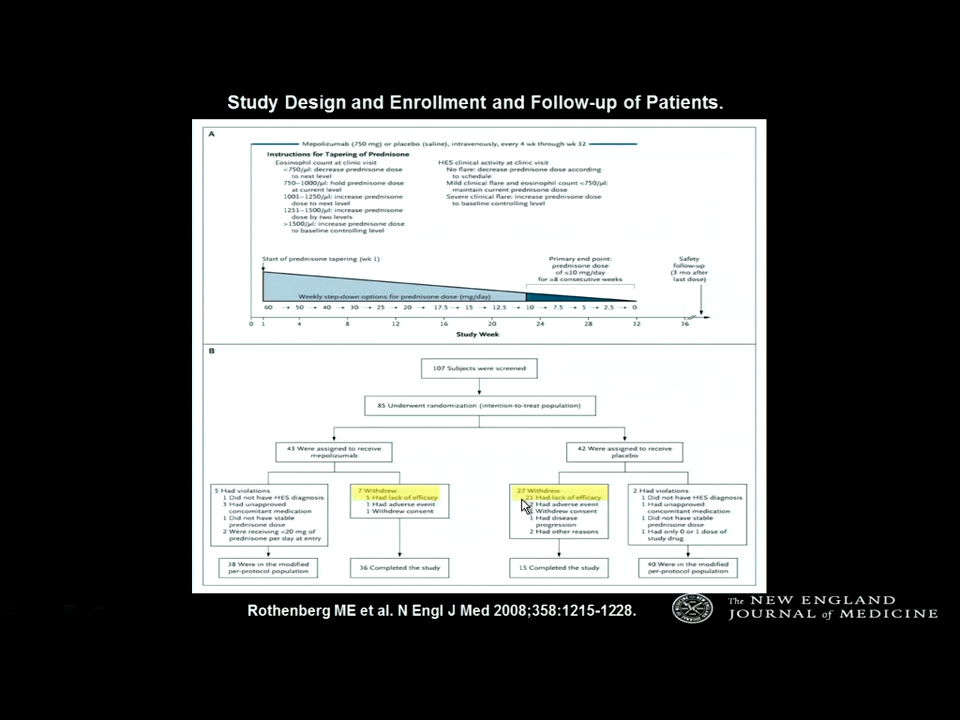 Study Design and Enrollment and Follow-up of Patients.
A
Mepolizumab (750 mg) or placebo (saline), intravenously, every 4 wk through wk 32
Instructions for Tapering of Prednisone
Eosinophil count at clinic visit
<750/µl: decrease prednisone dose
to next level
750–1000/µl: hold prednisone dose
at current level
1001–1250/µl: increase prednisone
dose to next level
1251–1500/µl: increase prednisone
dose by two levels
>1500/µl: increase prednisone dose
to baseline controlling level
HES clinical activity at clinic visit
No flare: decrease prednisone dose according
to schedule
Mild clinical flare and eosinophil count <750/µl:
maintain current prednisone dose
Severe clinical flare: increase prednisone dose
to baseline controlling level
Start of prednisone tapering (wk 1)
Primary end point:
prednisone dose
of ≤10 mg/day
for ≥8 consecutive weeks
Safety
follow-up
(3 mo after
last dose)
Weekly step-down options for prednisone dose (mg/day)
60 → 50 → 40 → 30 → 25 → 20 → 17.5 → 15 → 12.5 → 10 → 7.5 → 5 → 2.5 → 0
0 1 4 8 12 16 20 24 28 32 36
Study Week
B
107 Subjects were screened
85 Underwent randomization (intention-to-treat population)
43 Were assigned to receive
mepolizumab
42 Were assigned to receive
placebo
5 Had violations
1 Did not have HES diagnosis
3 Had unapproved
concomitant medication
1 Did not have stable
prednisone dose
2 Were receiving <20 mg of
prednisone per day at entry
7 Withdrew
5 Had lack of efficacy
1 Had adverse event
1 Withdrew consent
27 Withdrew
21 Had lack of efficacy
Had adverse event
Withdrew consent
1 Had disease
progression
2 Had other reasons
2 Had violations
1 Did not have HES diagnosis
1 Had unapproved
concomitant medication
1 Did not have stable
prednisone dose
1 Had only 0 or 1 dose of
study drug
38 Were in the modified
per-protocol population
36 Completed the study
15 Completed the study
40 Were in the modified
per-protocol population
Rothenberg ME et al. N Engl J Med 2008;358:1215-1228.
The NEW ENGLAND
JOURNAL of MEDICINE